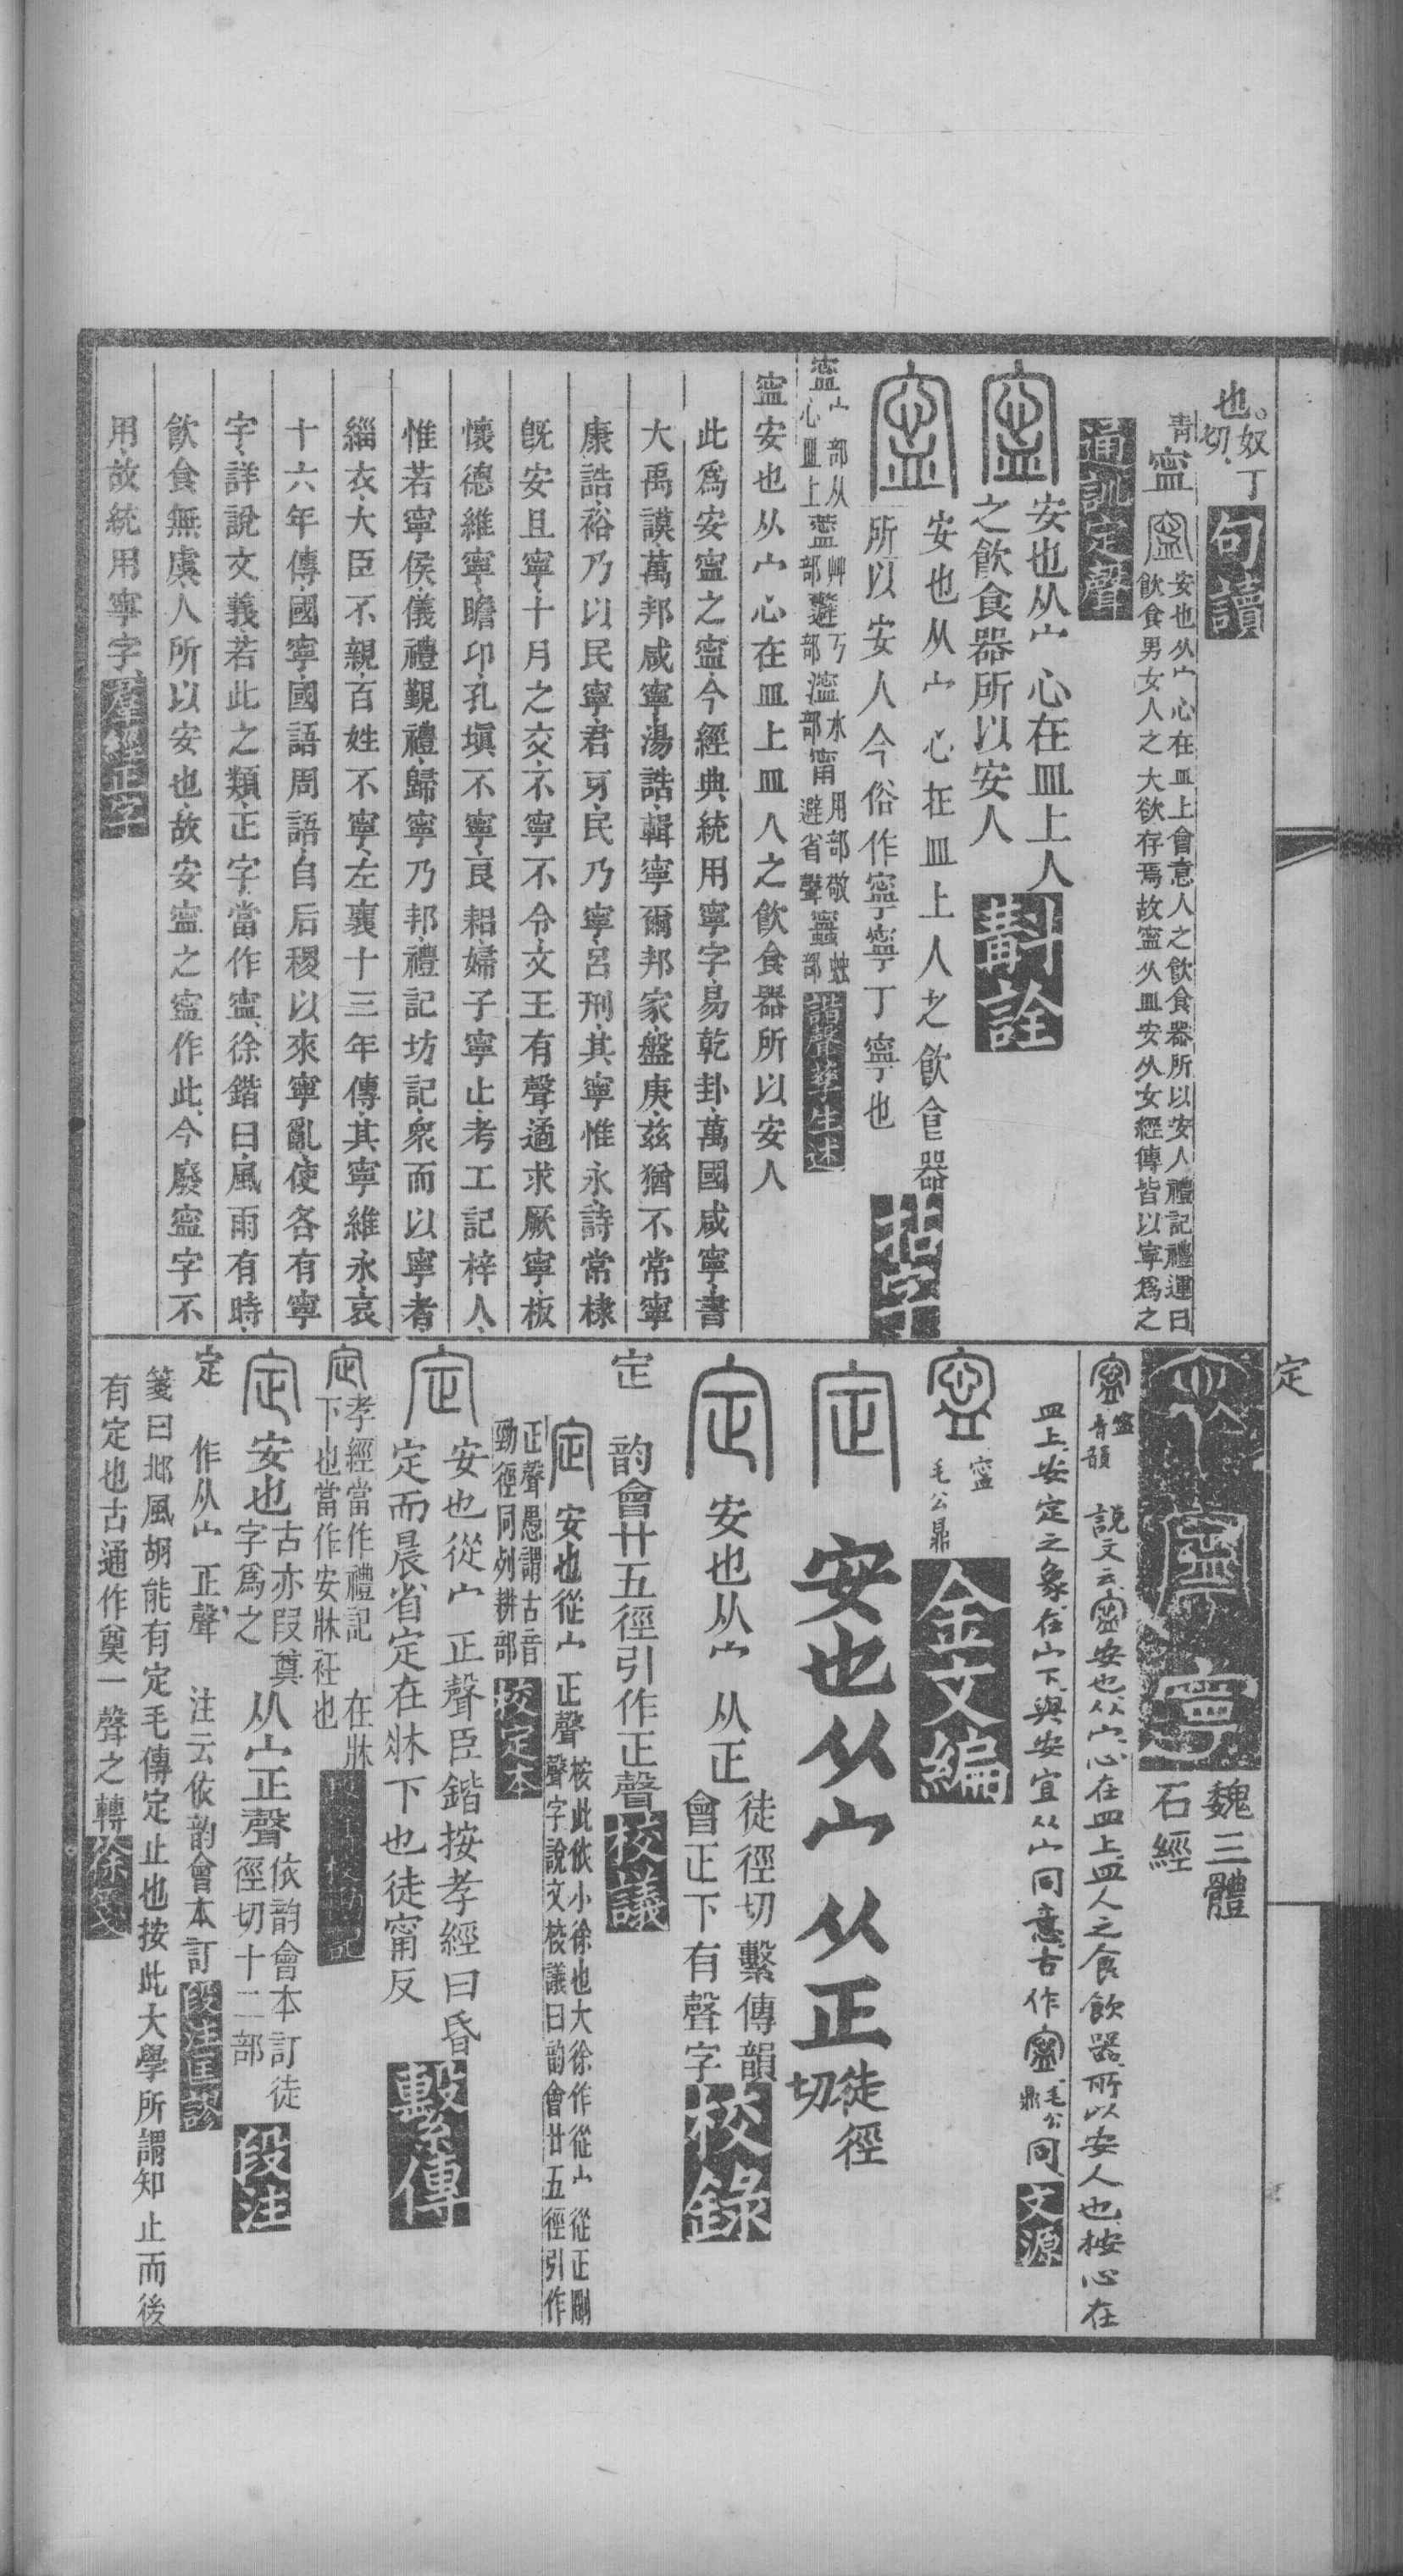 也。奴丁切。句讀
青
寍 安也从宀心在皿上會意人之飲食器所以安人禮記禮運曰
飲食男女人之大欲存焉故寍从皿安从女經傳皆以寧爲之
通訓定聲
安也从宀心在皿上人
之飲食器所以安人 斠詮
安也从宀心在皿上人之飲食器
所以安人今俗作寧寧丁寧也
寍 宀部从心皿上 薴 艸部 丂部 濘 水部 甯 用部 蚰部 諧聲孳生述
寍安也从宀心在皿上皿人之飲食器所以安人
此爲安寍之寍今經典統用寧字易乾卦萬國咸寧書
大禹謨萬邦咸寧湯誥輯寧爾邦家盤庚茲猶不常寧
康誥裕乃以民寧君牙民乃寧呂刑其寧惟永詩常棣
旣安且寧十月之交不寧不令文王有聲遹求厥寧板
懷德維寧瞻卬孔塡不寧良耜婦子寧止考工記梓人
惟若寧侯儀禮覲禮歸寧乃邦禮記坊記衆而以寧者
緇衣大臣不親百姓不寧左襄十三年傳其寧維永哀
十六年傳國寧國語周語自后稷以來寧亂使各有寧
字詳說文義若此之類正字當作寍徐鍇曰風雨有時
飲食無虞人所以安也故安寍之寍作此今廢寍字不
用故統用寧字 羣經正字
定
寧 魏三體石經
寍 青韻 說文云寍安也从宀心在皿上皿人之食飲器所以安人也按心在
皿上安定之象在宀下與安宜从宀同意古作寍毛公鼎同 文源
寍 毛公鼎 金文編
定 安也从宀从正 徒徑切
安也从宀从正 徒徑切繫傳韻
會正下有聲字 校錄
定 韵會廿五徑引作正聲 校議
定 安也從宀正聲 按此依小徐也大徐作從宀從正剛
聲字說文校議曰韵會廿五徑引作
正聲愚謂古音
勁徑同列耕部 校定本
定 安也從宀正聲臣鍇按孝經曰昏
定而晨省定在牀下也徒甯反 繫傳
定 孝經當作禮記 在牀
下也當作安牀衽也
定 安也 古亦叚奠字爲之 从宀正聲 依韵會本訂徒
徑切十二部 段注
定 作从宀正聲 注云依韵會本訂 段注匡謬
箋曰邶風胡能有定毛傳定止也按此大學所謂知止而後
有定也古通作奠一聲之轉 徐箋